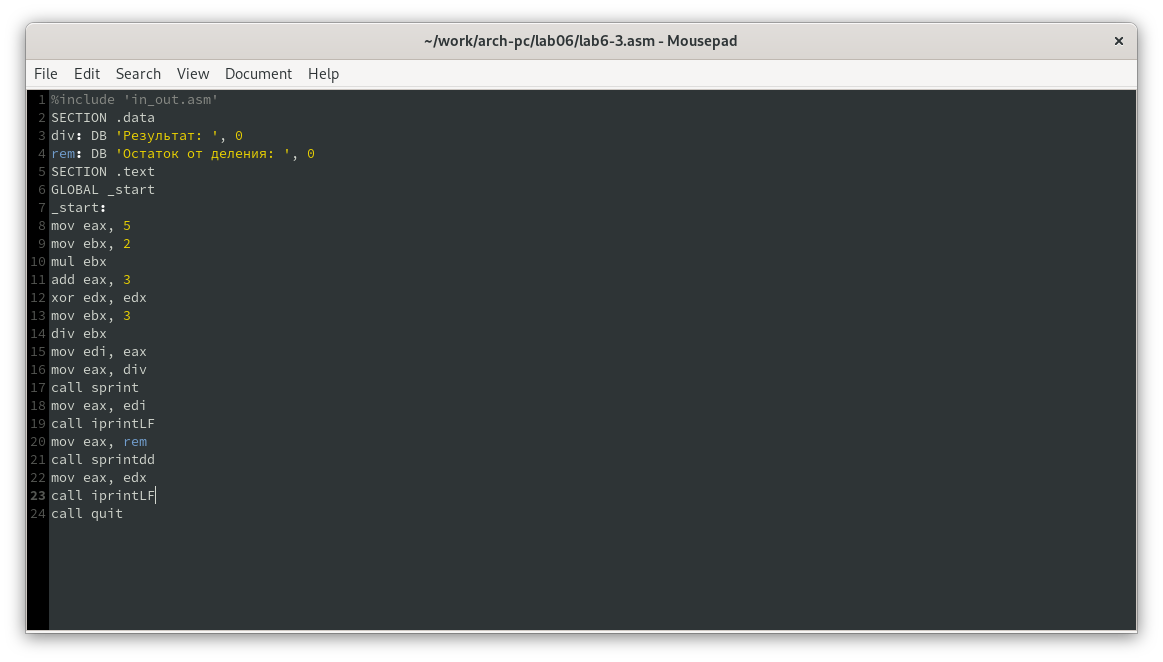 ~/work/arch-pc/lab06/lab6-3.asm - Mousepad
File Edit Search View Document Help
1 %include 'in_out.asm'
2 SECTION .data
3 div: DB 'Результат: ', 0
4 rem: DB 'Остаток от деления: ', 0
5 SECTION .text
6 GLOBAL _start
7 _start:
8 mov eax, 5
9 mov ebx, 2
10 mul ebx
11 add eax, 3
12 xor edx, edx
13 mov ebx, 3
14 div ebx
15 mov edi, eax
16 mov eax, div
17 call sprint
18 mov eax, edi
19 call iprintLF
20 mov eax, rem
21 call sprintdd
22 mov eax, edx
23 call iprintLF
24 call quit